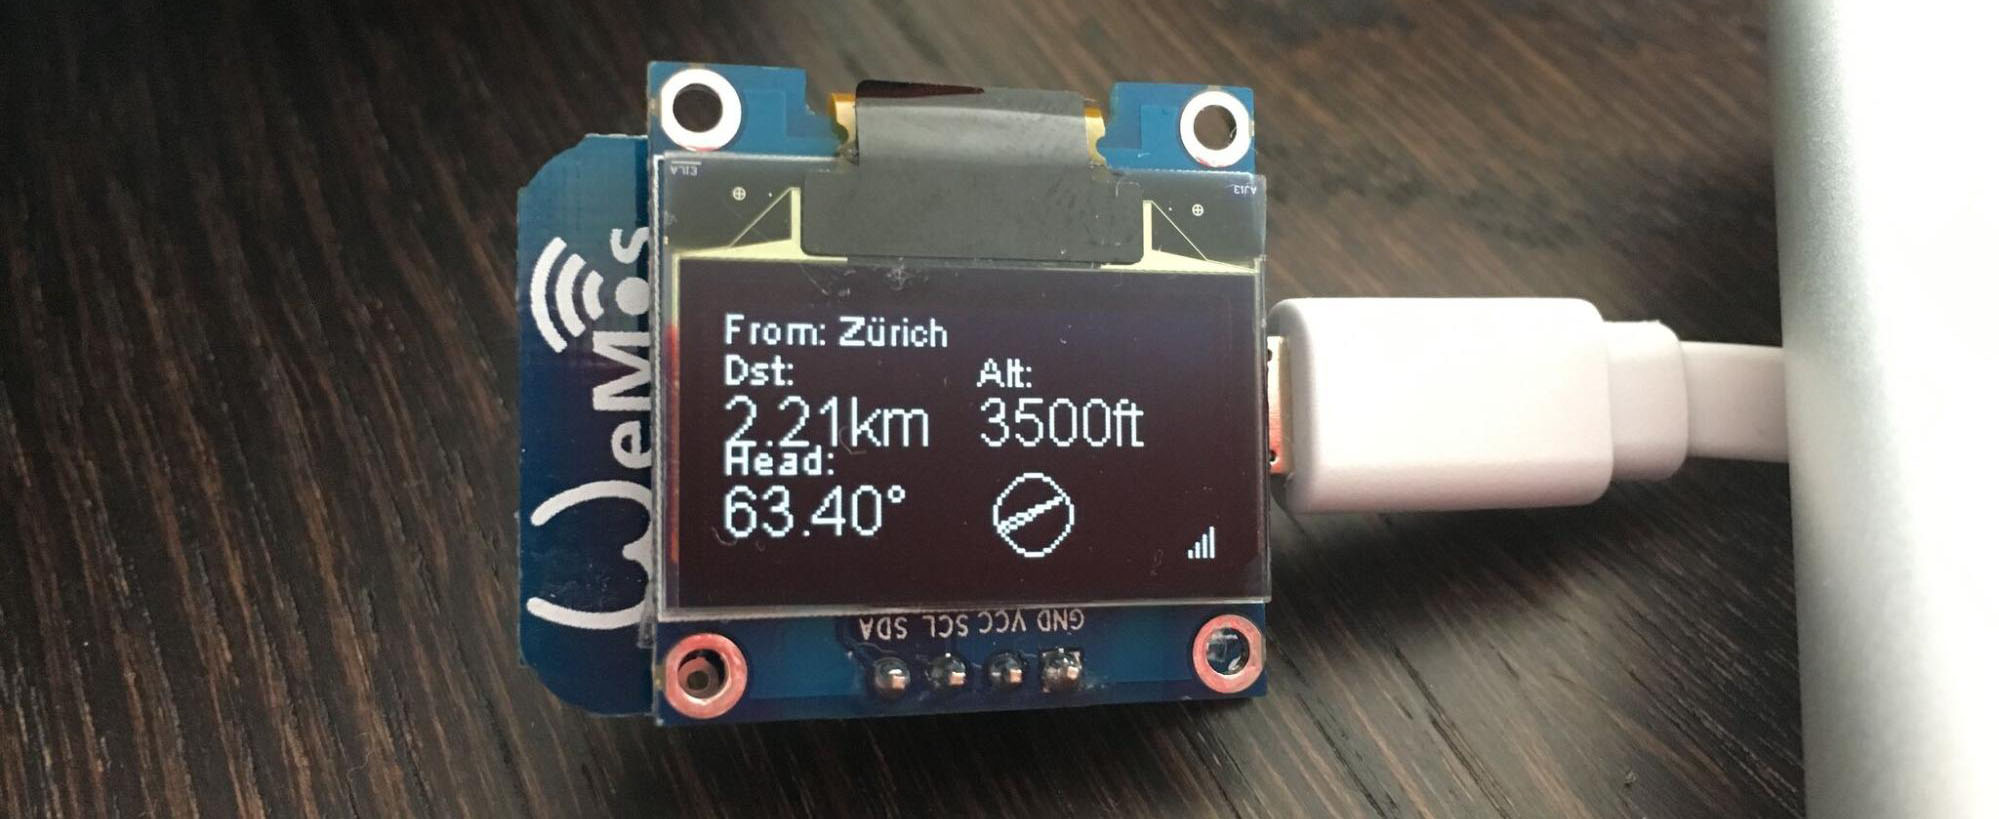 From: Zürich
Dst: Alt:
2.21km 3500ft
Head:
63.40°
GND VCC SCL SDA
WeMos